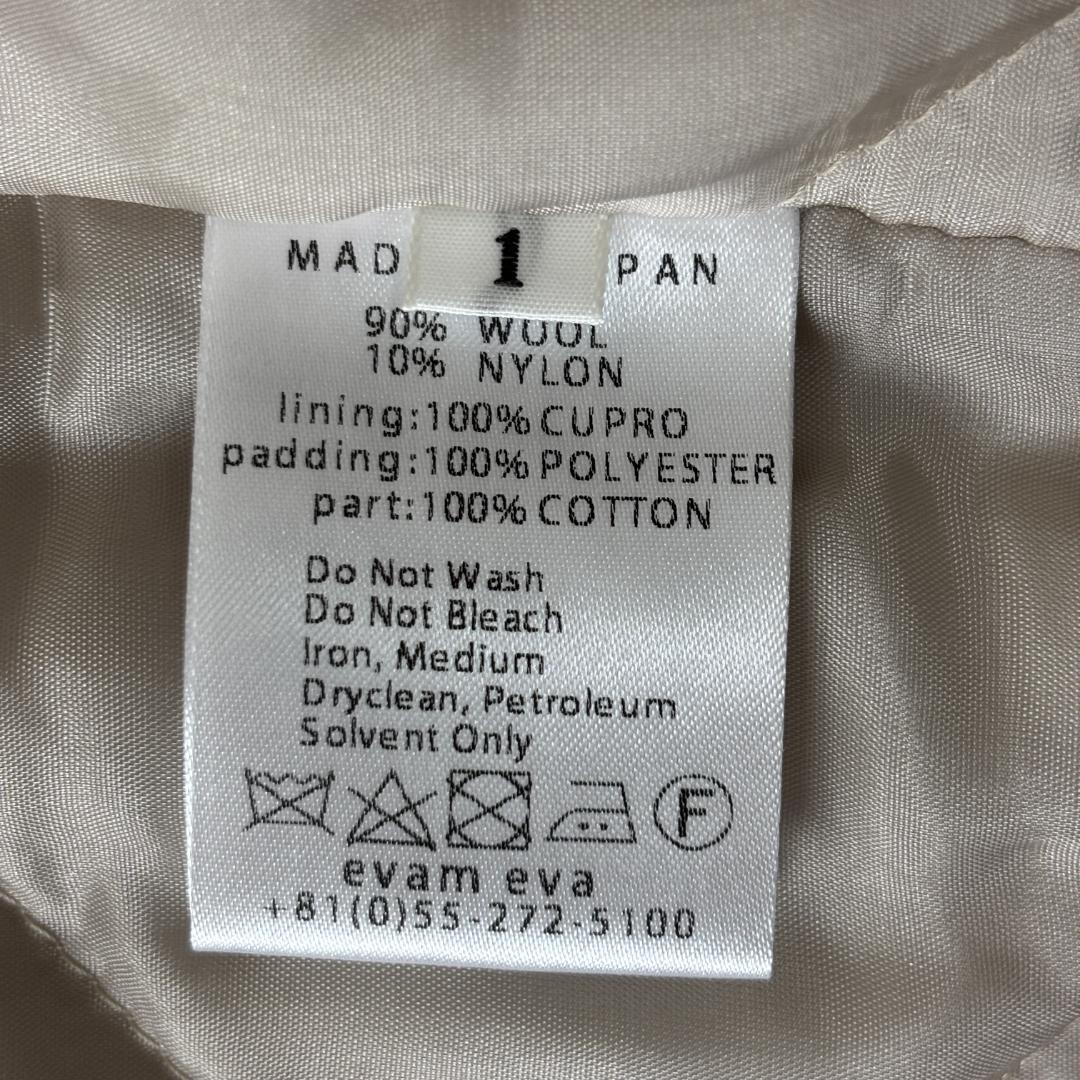 MAD 1 PAN
90% WOOL
10% NYLON
lining:100% CUPRO
padding:100% POLYESTER
part:100% COTTON
Do Not Wash
Do Not Bleach
Iron, Medium
Dryclean, Petroleum
Solvent Only
F
evam eva
+81(0)55-272-5100